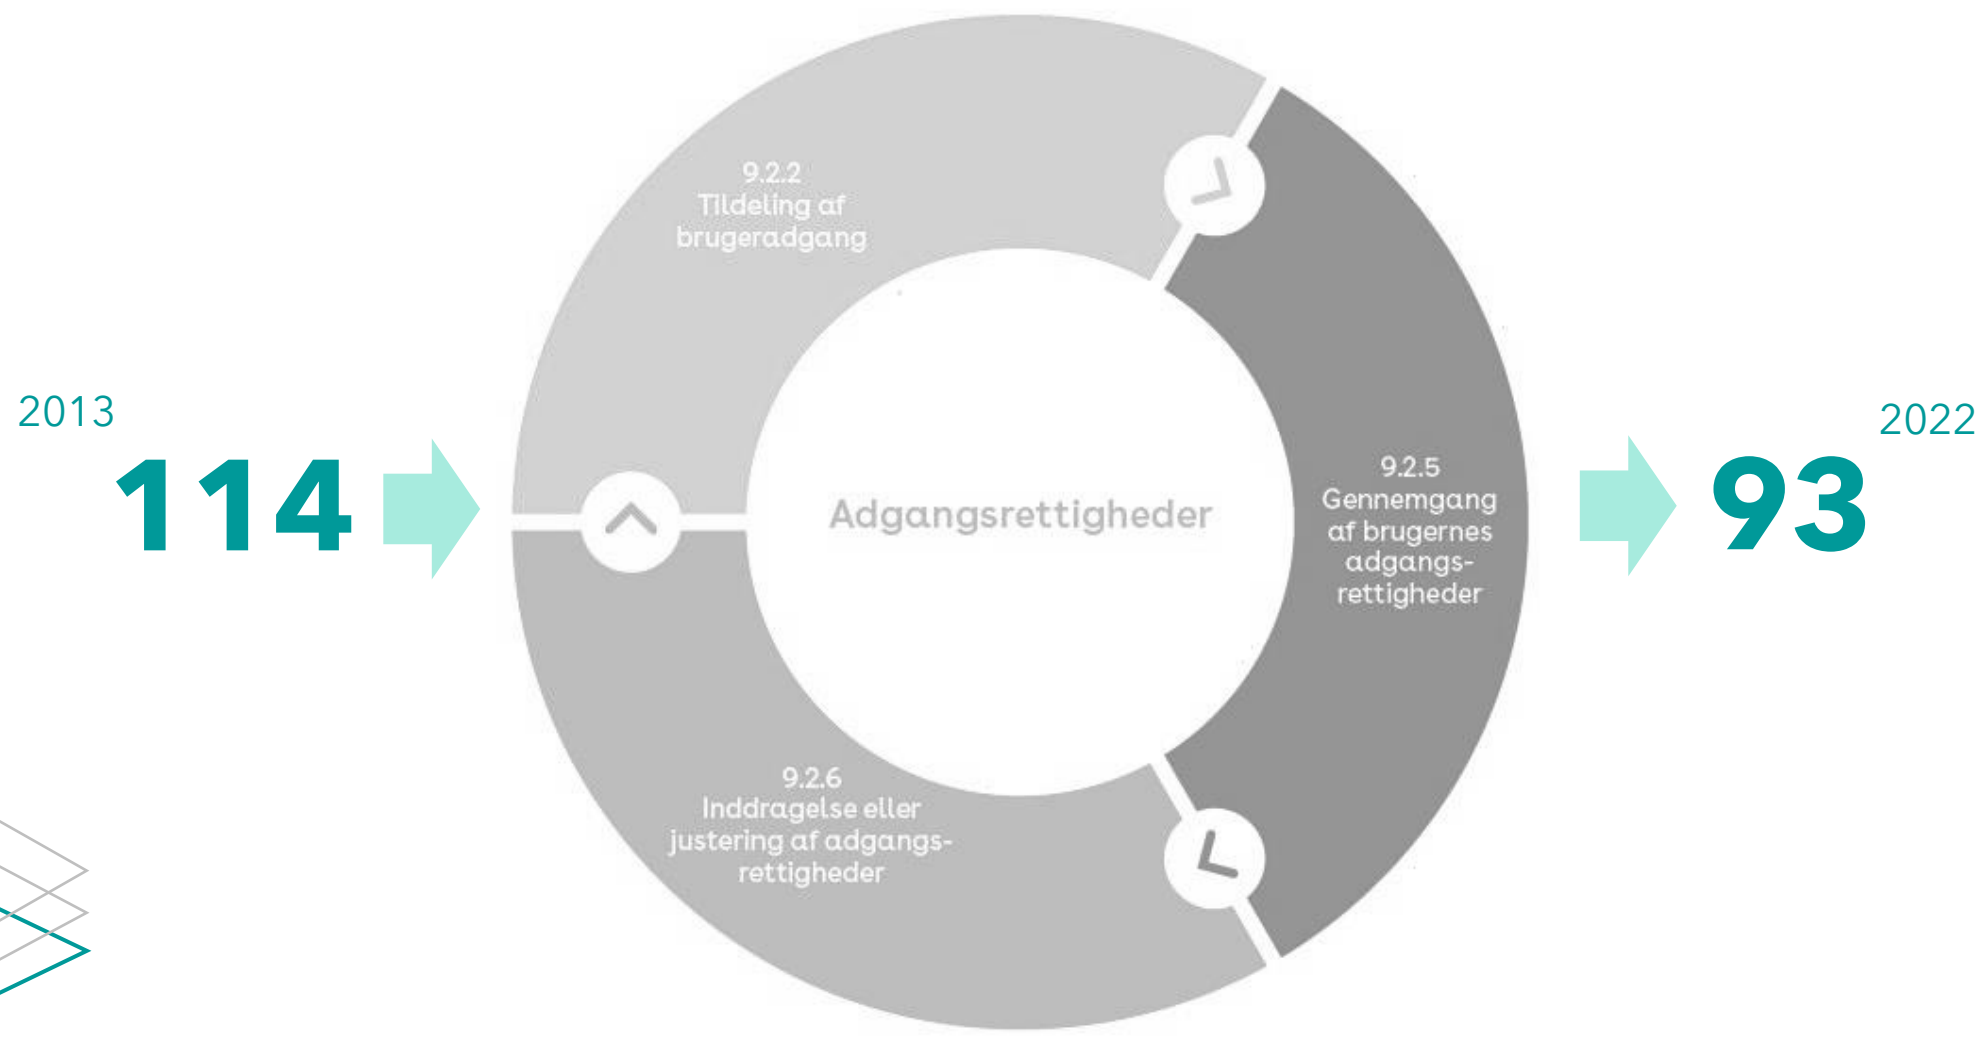 2013
114
9.2.2
Tildeling af
brugeradgang
Adgangsrettigheder
9.2.5
Gennemgang
af brugernes
adgangs-
rettigheder
9.2.6
Inddragelse eller
justering af adgangs-
rettigheder
2022
93